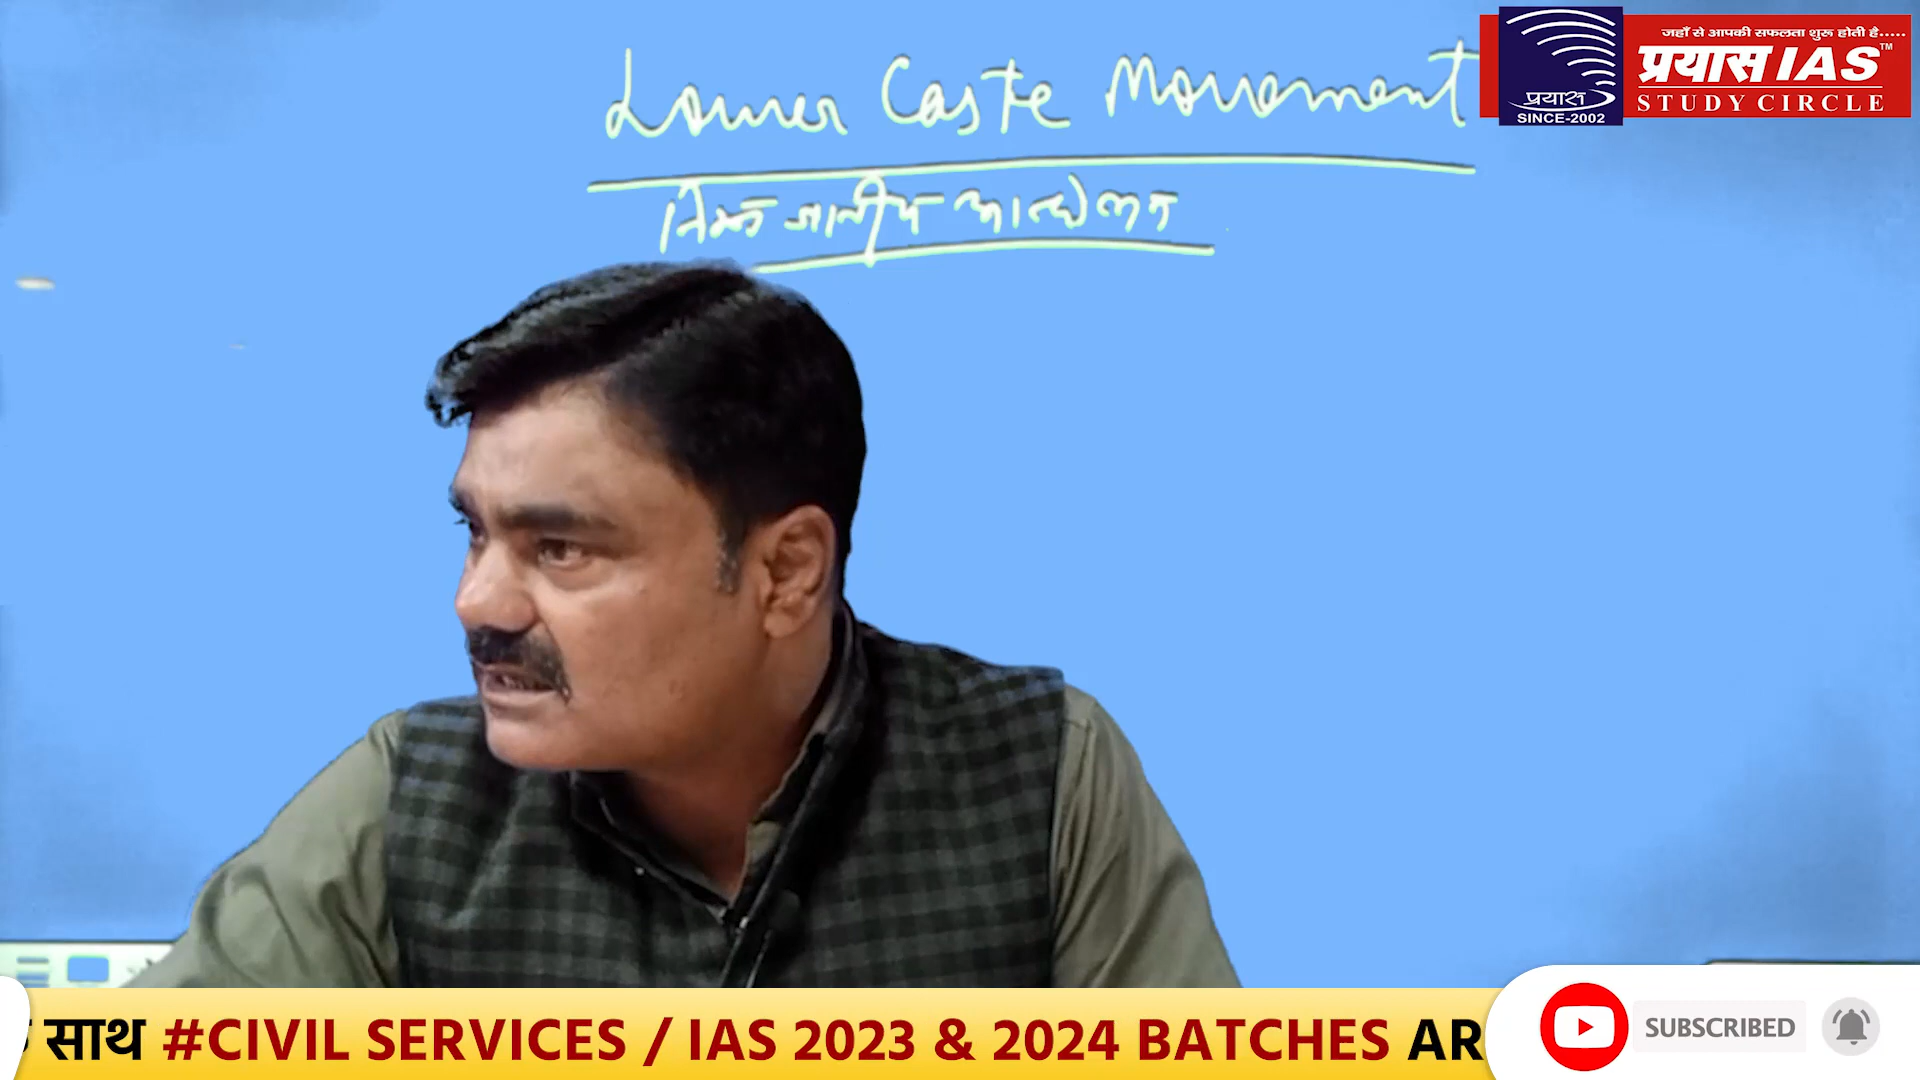 Lower Caste Movement
निम्न जातीय आन्दोलन
जहाँ से आपकी सफलता शुरू होती है.....
प्रयास IAS™
STUDY CIRCLE
प्रयास
SINCE-2002
साथ #CIVIL SERVICES / IAS 2023 & 2024 BATCHES AR
SUBSCRIBED